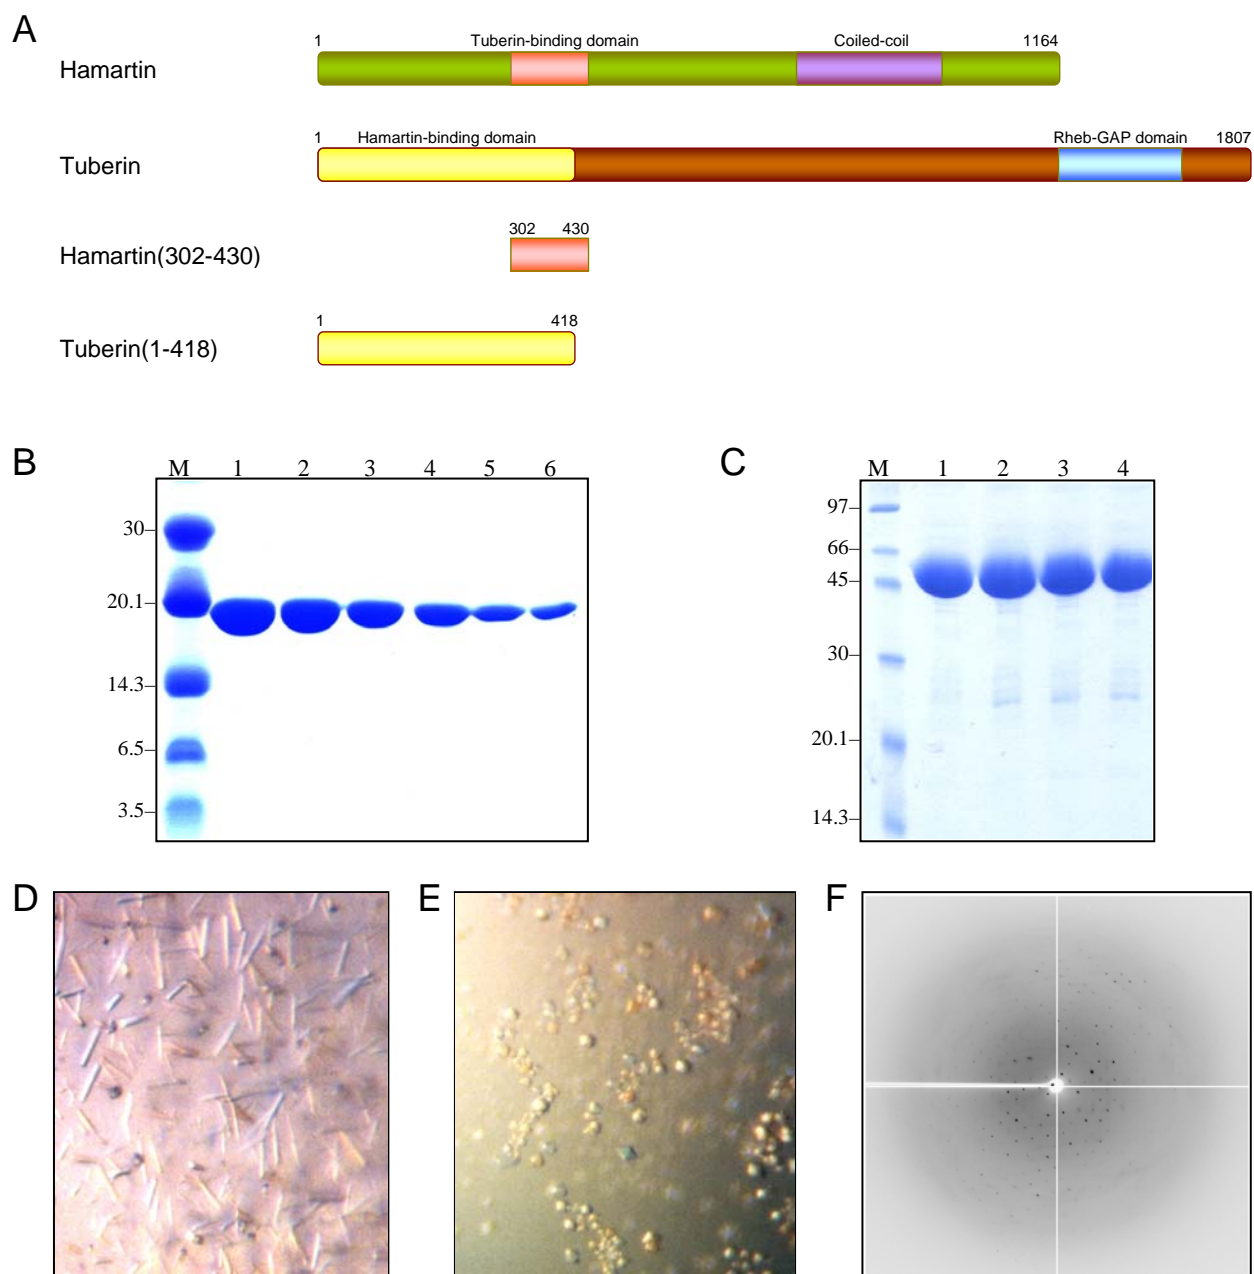 A
1 Tuberin-binding domain Coiled-coil 1164
Hamartin
1 Hamartin-binding domain Rheb-GAP domain 1807
Tuberin
302 430
Hamartin(302-430)
1 418
Tuberin(1-418)
B
M 1 2 3 4 5 6
30
20.1
14.3
6.5
3.5
C
M 1 2 3 4
97
66
45
30
20.1
14.3
D
E
F